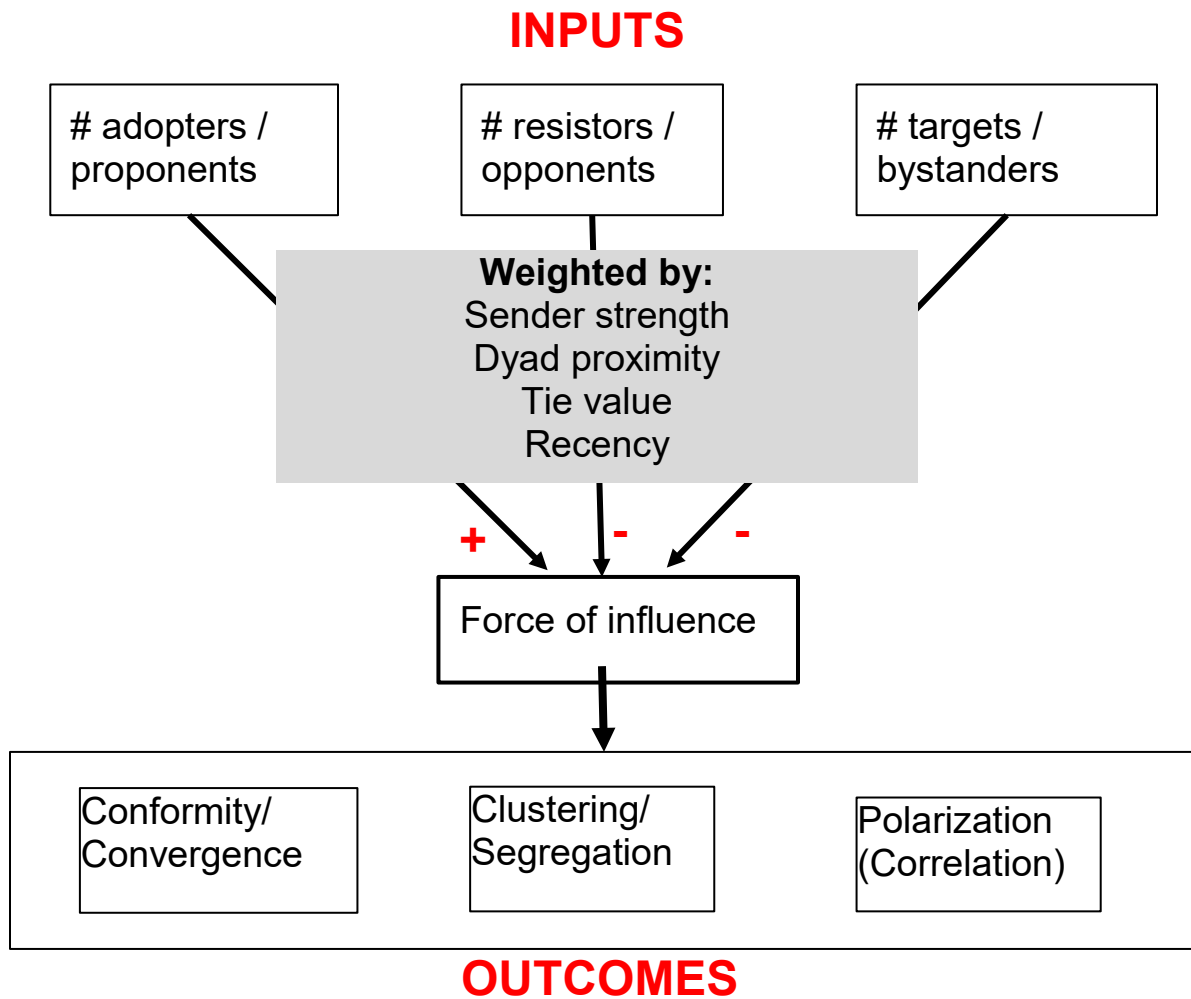 INPUTS
# adopters /
proponents
# resistors /
opponents
# targets /
bystanders
Weighted by:
Sender strength
Dyad proximity
Tie value
Recency
+
-
-
Force of influence
Conformity/
Convergence
Clustering/
Segregation
Polarization
(Correlation)
OUTCOMES